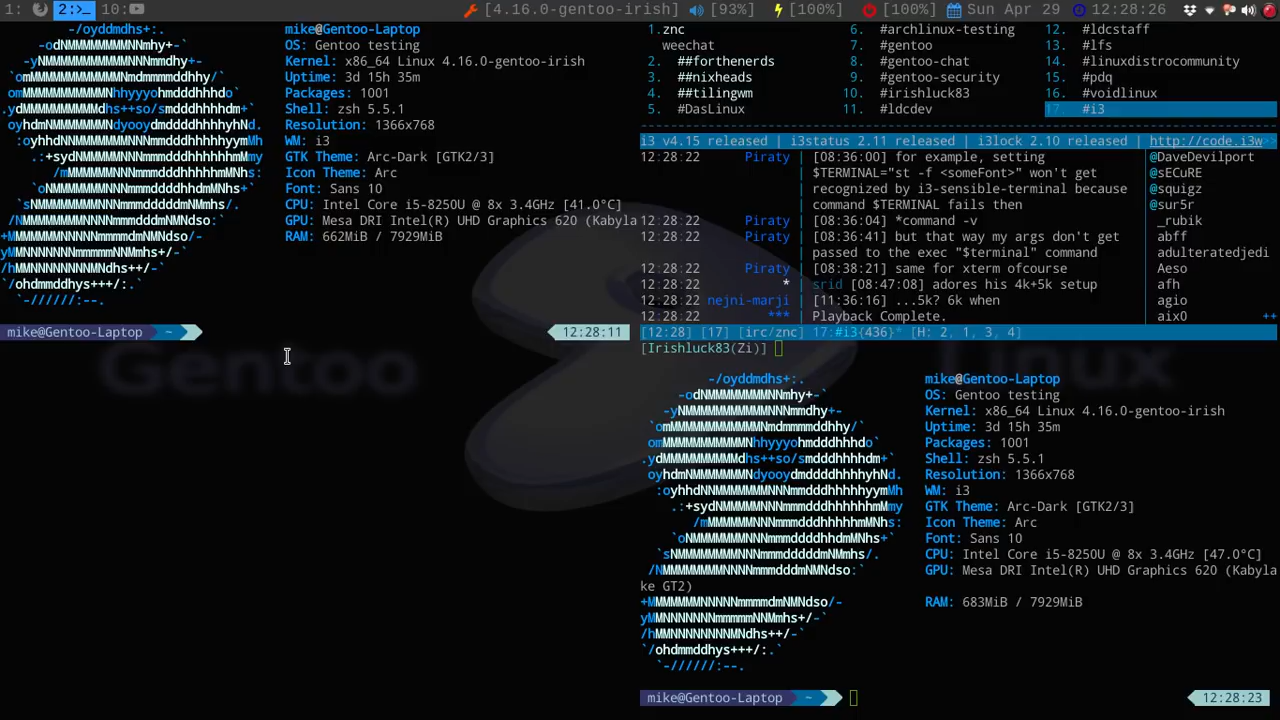 1: 2:>_ 10: [4.16.0-gentoo-irish] [93%] [100%] [100%] Sun Apr 29 12:28:26
mike@Gentoo-Laptop
OS: Gentoo testing
Kernel: x86_64 Linux 4.16.0-gentoo-irish
Uptime: 3d 15h 35m
Packages: 1001
Shell: zsh 5.5.1
Resolution: 1366x768
WM: i3
GTK Theme: Arc-Dark [GTK2/3]
Icon Theme: Arc
Font: Sans 10
CPU: Intel Core i5-8250U @ 8x 3.4GHz [41.0°C]
GPU: Mesa DRI Intel(R) UHD Graphics 620 (Kabyla
RAM: 662MiB / 7929MiB
mike@Gentoo-Laptop ~ 12:28:11
1.znc 6. #archlinux-testing 12. #ldcstaff
weechat 7. #gentoo 13. #lfs
2. ##forthenerds 8. #gentoo-chat 14. #linuxdistrocommunity
3. ##nixheads 9. #gentoo-security 15. #pdq
4. ##tilingwm 10. #irishluck83 16. #voidlinux
5. #DasLinux 11. #ldcdev 17. #i3
i3 v4.15 released | i3status 2.11 released | i3lock 2.10 released | http://code.i3w>>
12:28:22 Piraty | [08:36:00] for example, setting
$TERMINAL="st -f <someFont>" won't get
recognized by i3-sensible-terminal because
command $TERMINAL fails then
12:28:22 Piraty | [08:36:04] *command -v
12:28:22 Piraty | [08:36:41] but that way my args don't get
passed to the exec "$terminal" command
12:28:22 Piraty | [08:38:21] same for xterm ofcourse
12:28:22 * | srid [08:47:08] adores his 4k+5k setup
12:28:22 nejni-marji | [11:36:16] ...5k? 6k when
12:28:22 *** | Playback Complete.
@DaveDevilport
@sECuRE
@squigz
@sur5r
_rubik
abff
adulteratedjedi
Aeso
afh
agio
aix0 ++
[12:28] [17] [irc/znc] 17:#i3{436}* [H: 2, 1, 3, 4]
[Irishluck83(Zi)]
Gentoo Linux
mike@Gentoo-Laptop
OS: Gentoo testing
Kernel: x86_64 Linux 4.16.0-gentoo-irish
Uptime: 3d 15h 35m
Packages: 1001
Shell: zsh 5.5.1
Resolution: 1366x768
WM: i3
GTK Theme: Arc-Dark [GTK2/3]
Icon Theme: Arc
Font: Sans 10
CPU: Intel Core i5-8250U @ 8x 3.4GHz [47.0°C]
GPU: Mesa DRI Intel(R) UHD Graphics 620 (Kabyla
ke GT2)
RAM: 683MiB / 7929MiB
mike@Gentoo-Laptop ~ 12:28:23